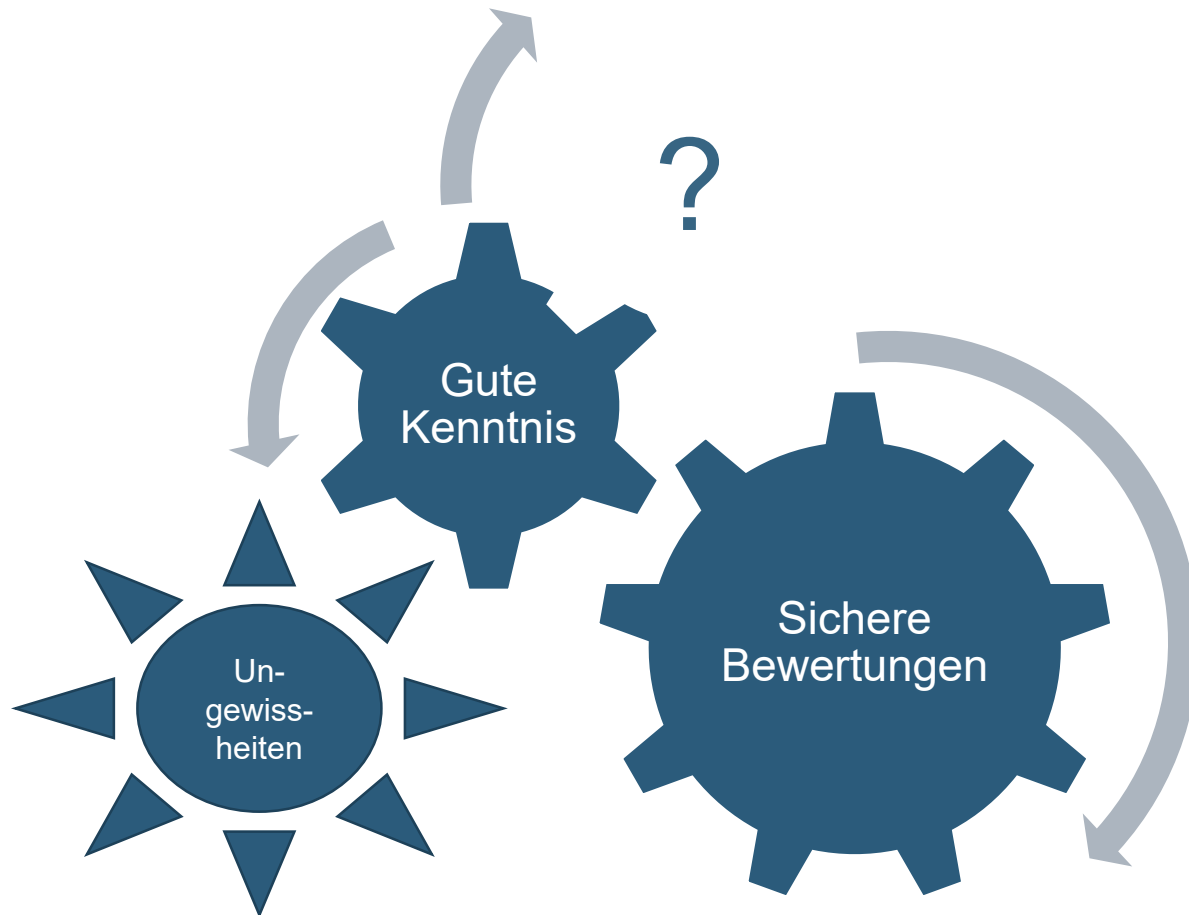 ?
Gute
Kenntnis
Sichere
Bewertungen
Un-
gewiss-
heiten